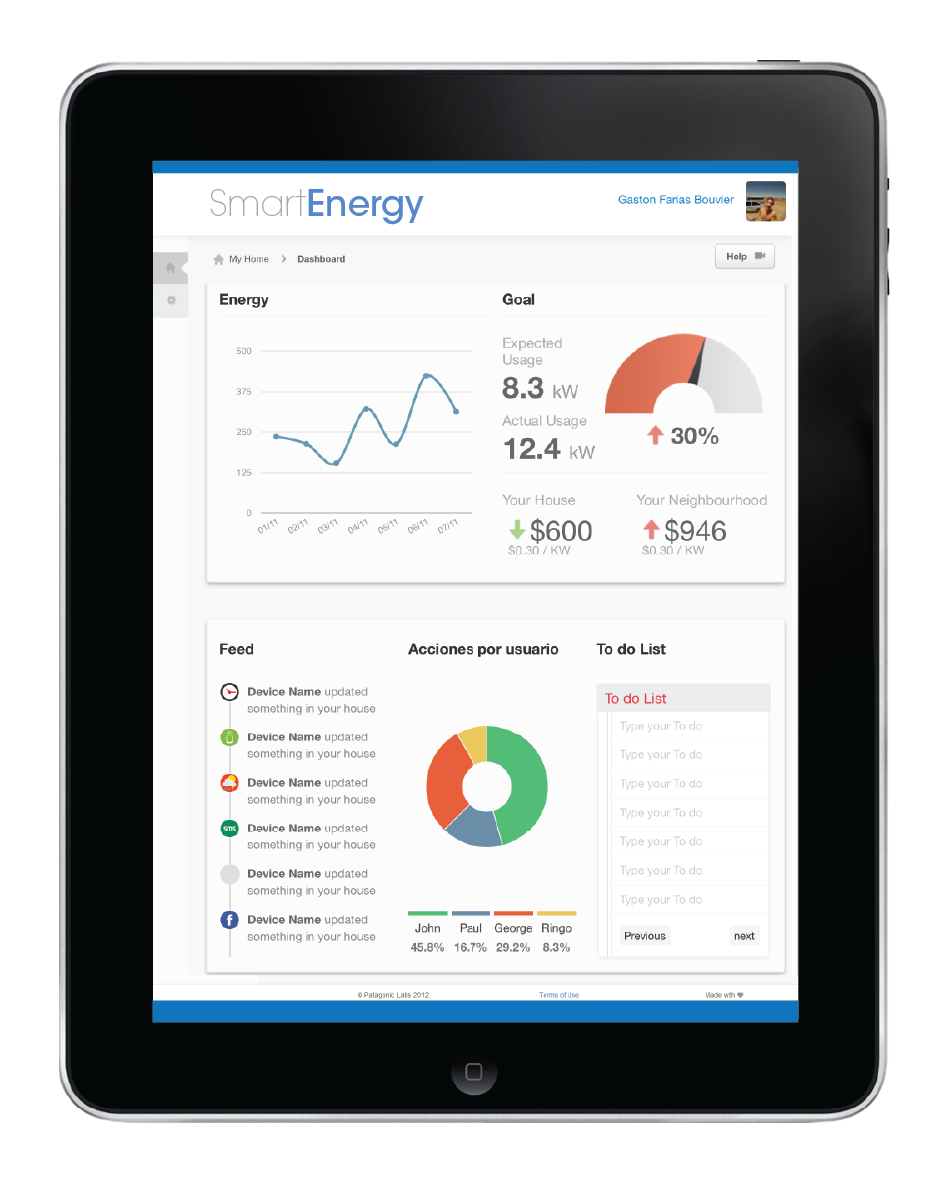 SmartEnergy
Gaston Farias Bouvier
My Home
Dashboard
Help
Energy
500
375
250
125
0
01/11
02/11
03/11
04/11
05/11
06/11
07/11
Goal
Expected
Usage
8.3 kW
Actual Usage
12.4 kW
30%
Your House
$600
$0.30 / KW
Your Neighbourhood
$946
$0.30 / KW
Feed
Device Name updated
something in your house
Device Name updated
something in your house
Device Name updated
something in your house
sms
Device Name updated
something in your house
Device Name updated
something in your house
f
Device Name updated
something in your house
Acciones por usuario
John
45.8%
Paul
16.7%
George
29.2%
Ringo
8.3%
To do List
To do List
Type your To do
Type your To do
Type your To do
Type your To do
Type your To do
Type your To do
Type your To do
Previous
next
© Patagonic Labs 2012
Terms of Use
Made with